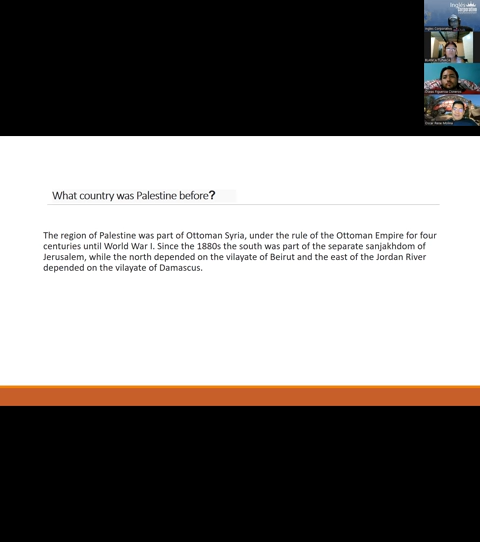 Inglés
Corporativo
What country was Palestine before?
The region of Palestine was part of Ottoman Syria, under the rule of the Ottoman Empire for four
centuries until World War I. Since the 1880s the south was part of the separate sanjakhdom of
Jerusalem, while the north depended on the vilayate of Beirut and the east of the Jordan River
depended on the vilayate of Damascus.